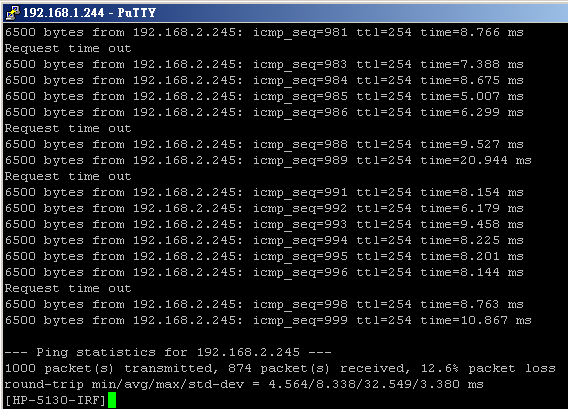 192.168.1.244 - PuTTY
6500 bytes from 192.168.2.245: icmp_seq=981 ttl=254 time=8.766 ms
Request time out
6500 bytes from 192.168.2.245: icmp_seq=983 ttl=254 time=7.388 ms
6500 bytes from 192.168.2.245: icmp_seq=984 ttl=254 time=8.675 ms
6500 bytes from 192.168.2.245: icmp_seq=985 ttl=254 time=5.007 ms
6500 bytes from 192.168.2.245: icmp_seq=986 ttl=254 time=6.299 ms
Request time out
6500 bytes from 192.168.2.245: icmp_seq=988 ttl=254 time=9.527 ms
6500 bytes from 192.168.2.245: icmp_seq=989 ttl=254 time=20.944 ms
Request time out
6500 bytes from 192.168.2.245: icmp_seq=991 ttl=254 time=8.154 ms
6500 bytes from 192.168.2.245: icmp_seq=992 ttl=254 time=6.179 ms
6500 bytes from 192.168.2.245: icmp_seq=993 ttl=254 time=9.458 ms
6500 bytes from 192.168.2.245: icmp_seq=994 ttl=254 time=8.225 ms
6500 bytes from 192.168.2.245: icmp_seq=995 ttl=254 time=8.201 ms
6500 bytes from 192.168.2.245: icmp_seq=996 ttl=254 time=8.144 ms
Request time out
6500 bytes from 192.168.2.245: icmp_seq=998 ttl=254 time=8.763 ms
6500 bytes from 192.168.2.245: icmp_seq=999 ttl=254 time=10.867 ms
--- Ping statistics for 192.168.2.245 ---
1000 packet(s) transmitted, 874 packet(s) received, 12.6% packet loss
round-trip min/avg/max/std-dev = 4.564/8.338/32.549/3.380 ms
[HP-5130-IRF]